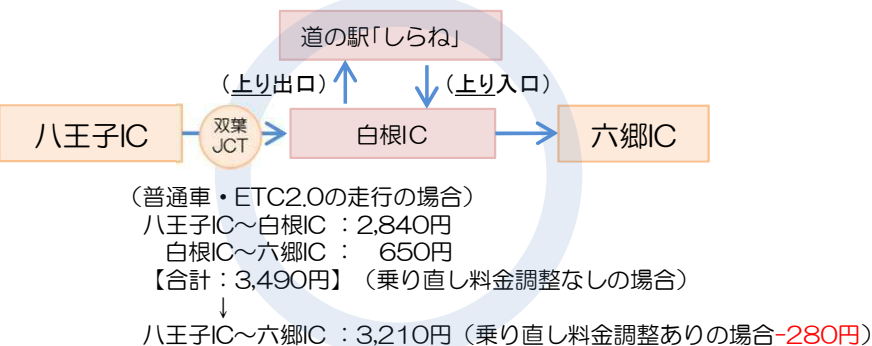 道の駅「しらね」
（上り出口）
（上り入口）
八王子IC
双葉
JCT
白根IC
六郷IC
（普通車・ETC2.0の走行の場合）
八王子IC～白根IC ：2,840円
白根IC～六郷IC ： 650円
【合計：3,490円】（乗り直し料金調整なしの場合）
↓
八王子IC～六郷IC ：3,210円（乗り直し料金調整ありの場合-280円）